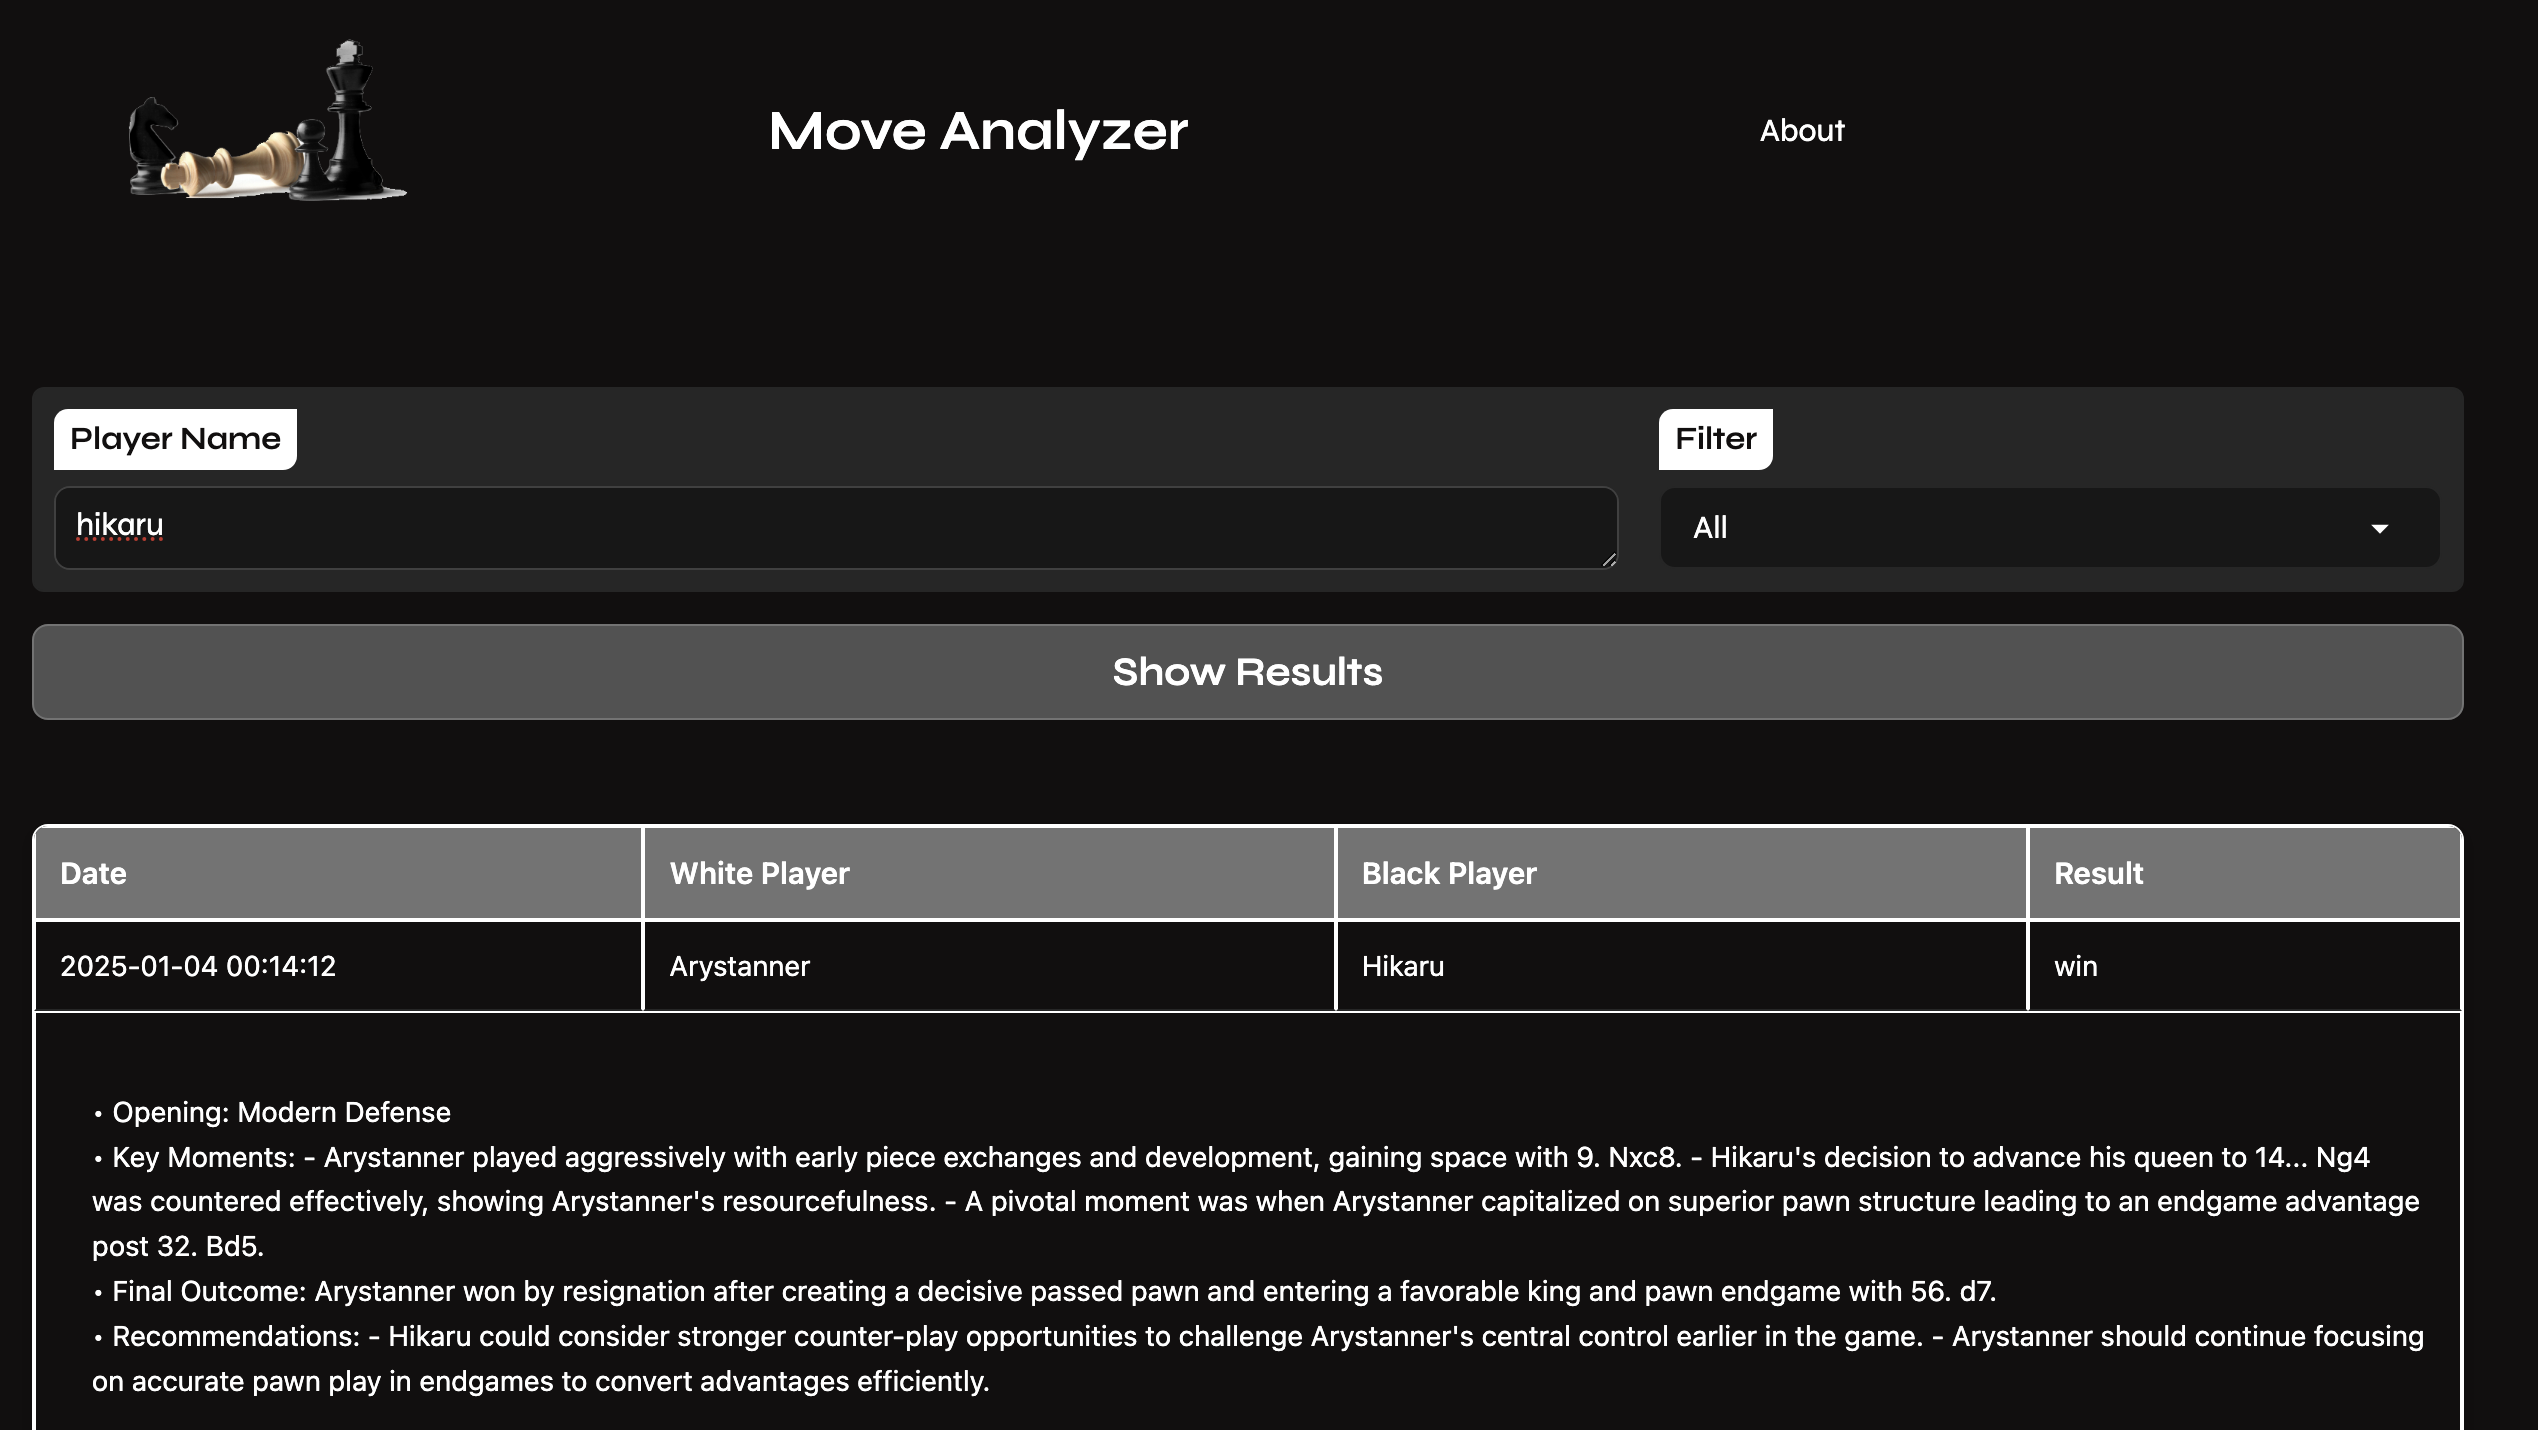 Move Analyzer
About
Player Name
Filter
hikaru
All
Show Results
Date White Player Black Player Result
2025-01-04 00:14:12 Arystanner Hikaru win
• Opening: Modern Defense
• Key Moments: - Arystanner played aggressively with early piece exchanges and development, gaining space with 9. Nxc8. - Hikaru's decision to advance his queen to 14... Ng4
was countered effectively, showing Arystanner's resourcefulness. - A pivotal moment was when Arystanner capitalized on superior pawn structure leading to an endgame advantage
post 32. Bd5.
• Final Outcome: Arystanner won by resignation after creating a decisive passed pawn and entering a favorable king and pawn endgame with 56. d7.
• Recommendations: - Hikaru could consider stronger counter-play opportunities to challenge Arystanner's central control earlier in the game. - Arystanner should continue focusing
on accurate pawn play in endgames to convert advantages efficiently.